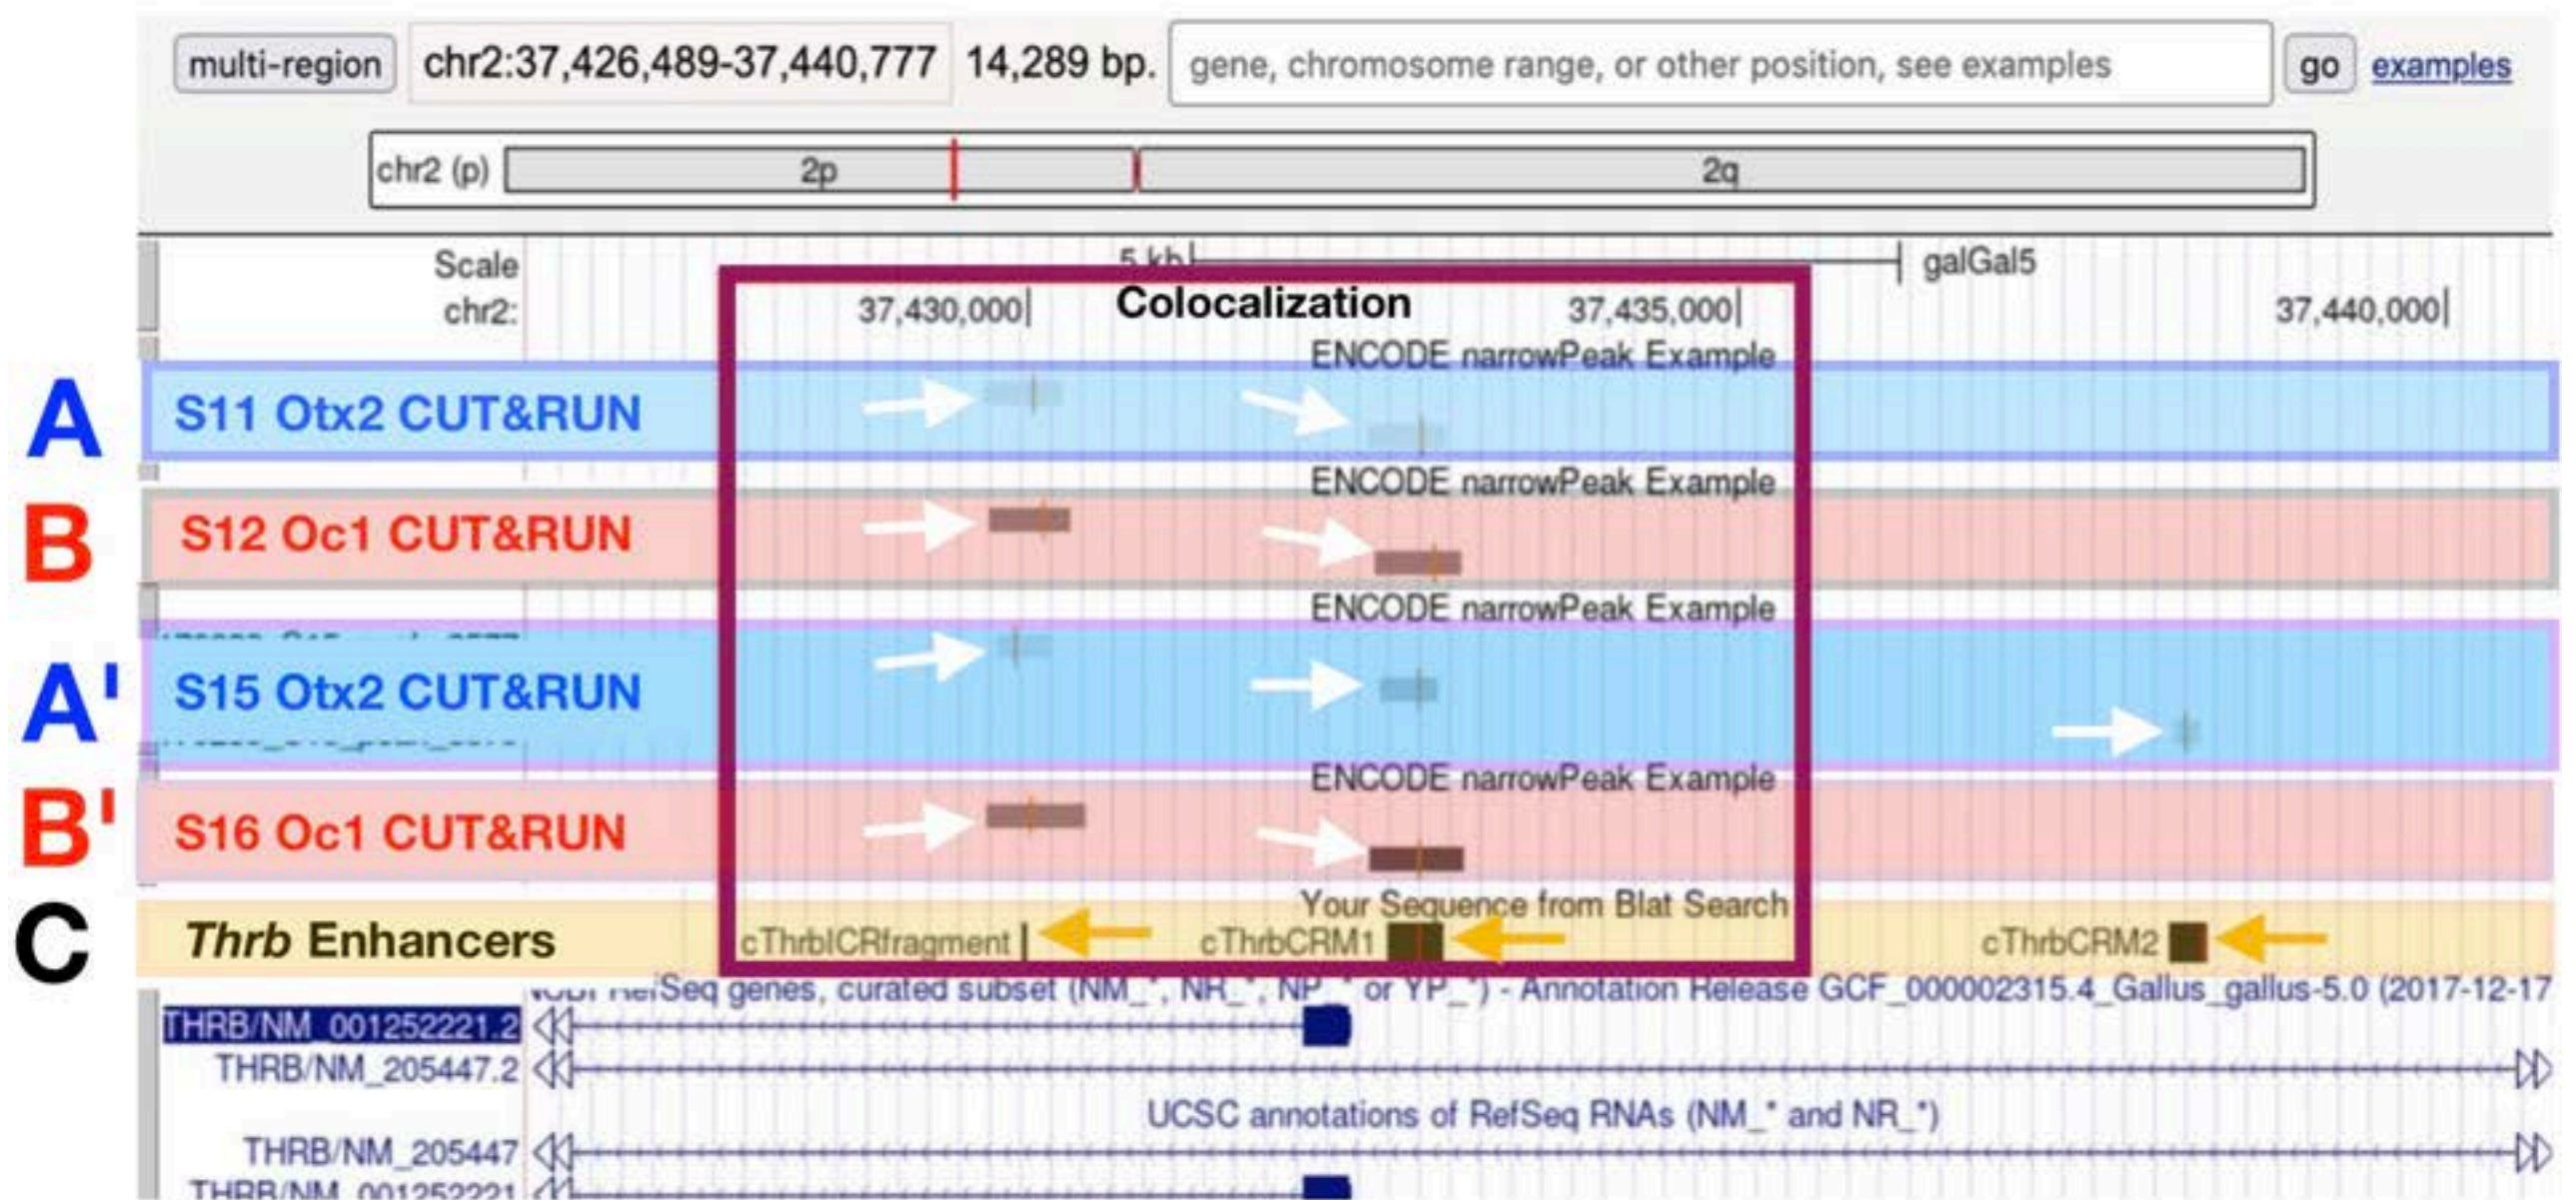 multi-region chr2:37,426,489-37,440,777 14,289 bp. gene, chromosome range, or other position, see examples go examples
chr2 (p) 2p 2q
Scale 5 kb galGal5
chr2: 37,430,000 Colocalization 37,435,000 37,440,000
ENCODE narrowPeak Example
A S11 Otx2 CUT&RUN
ENCODE narrowPeak Example
B S12 Oc1 CUT&RUN
ENCODE narrowPeak Example
A' S15 Otx2 CUT&RUN
ENCODE narrowPeak Example
B' S16 Oc1 CUT&RUN
Your Sequence from Blat Search
C Thrb Enhancers cThrbICRfragment cThrbCRM1 cThrbCRM2
RefSeq genes, curated subset (NM_*, NR_*, NP_* or YP_*) - Annotation Release GCF_000002315.4_Gallus_gallus-5.0 (2017-12-17
THRB/NM_001252221.2
THRB/NM_205447.2
UCSC annotations of RefSeq RNAs (NM_* and NR_*)
THRB/NM_205447
THRB/NM_001252221